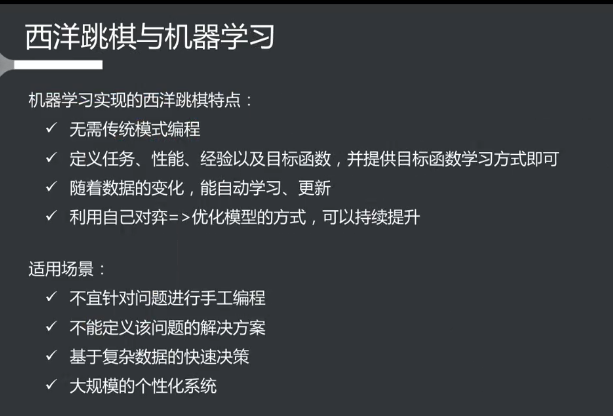 西洋跳棋与机器学习
机器学习实现的西洋跳棋特点：
✓ 无需传统模式编程
✓ 定义任务、性能、经验以及目标函数，并提供目标函数学习方式即可
✓ 随着数据的变化，能自动学习、更新
✓ 利用自己对弈=>优化模型的方式，可以持续提升
适用场景：
✓ 不宜针对问题进行手工编程
✓ 不能定义该问题的解决方案
✓ 基于复杂数据的快速决策
✓ 大规模的个性化系统